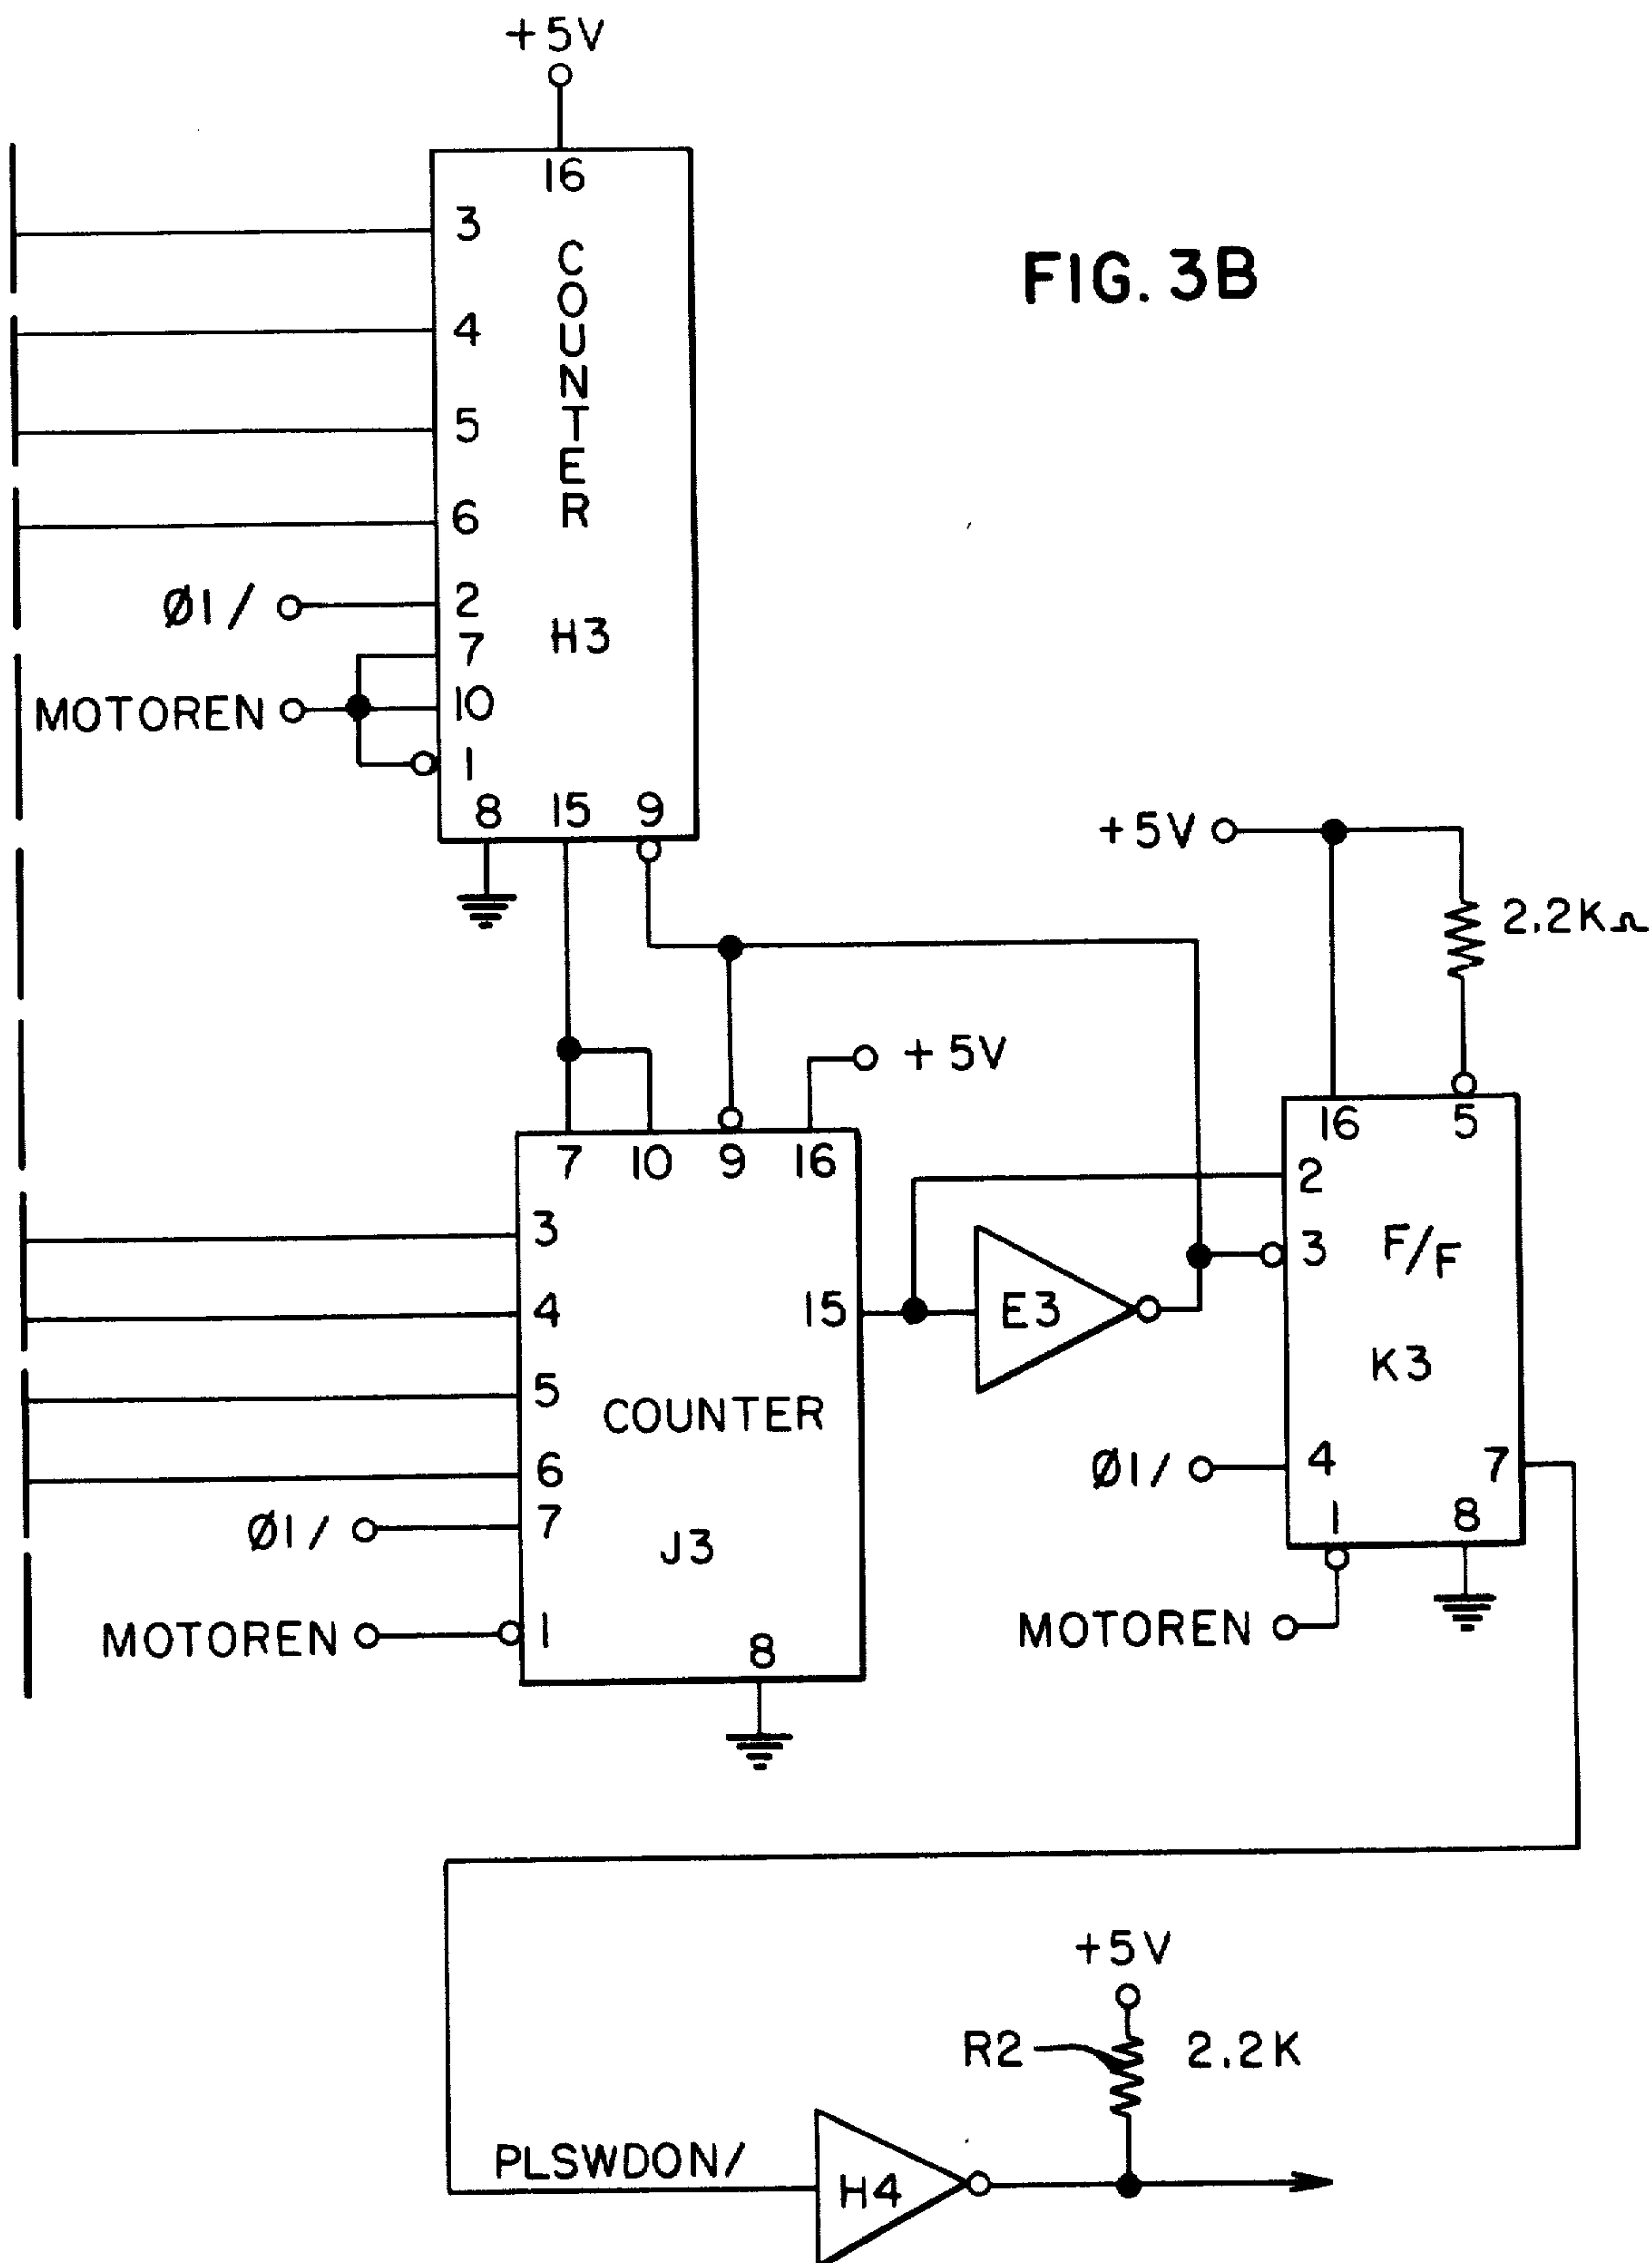 +5V
16
3
COUNTER
FIG. 3B
4
5
6
Ø1/
2
7
H3
MOTOREN
10
1
8
15
9
+5V
2.2KΩ
+5V
7
10
9
16
16
5
2
3
3
F/F
4
15
E3
K3
5
COUNTER
6
Ø1/
4
7
Ø1/
7
J3
1
8
MOTOREN
1
MOTOREN
8
+5V
R2
2.2K
PLSWDON/
H4